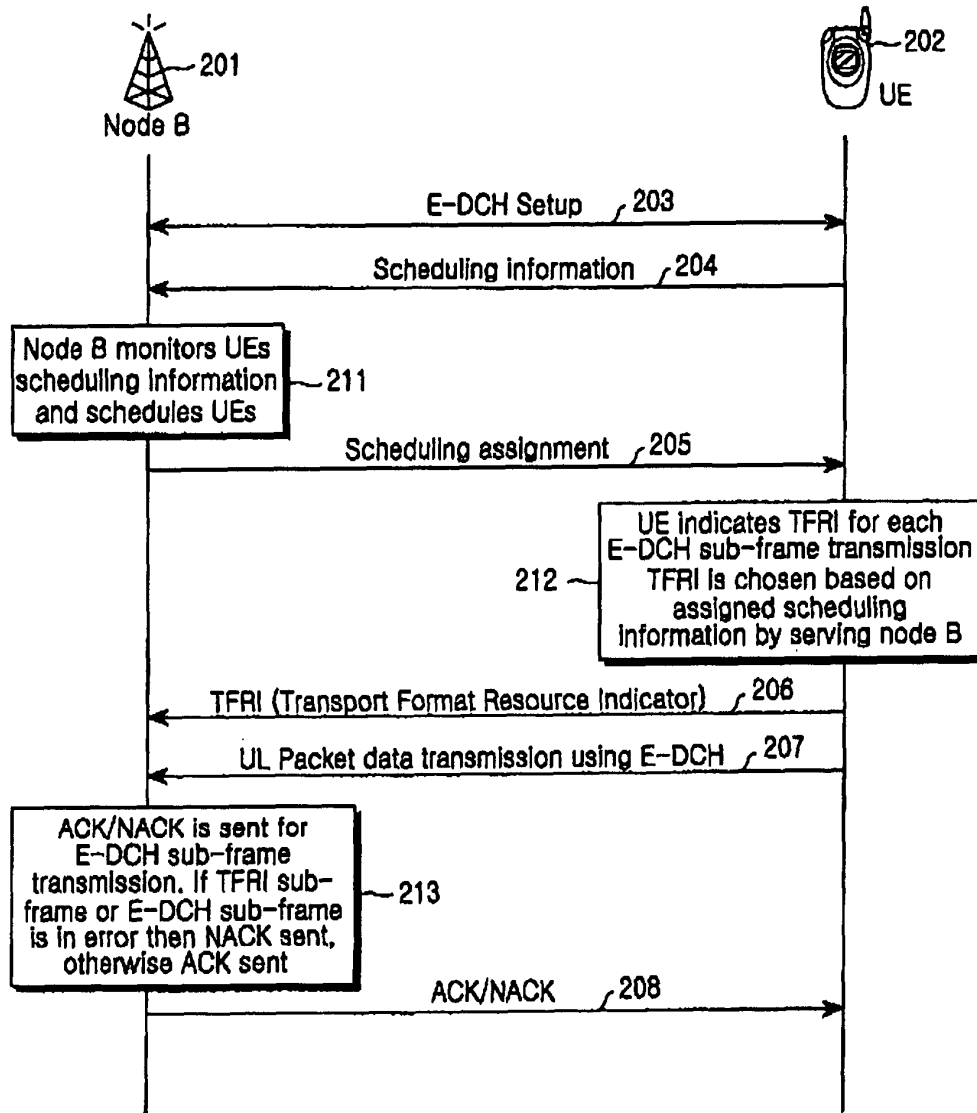 201
Node B
202
UE
E-DCH Setup
203
Scheduling information
204
Node B monitors UEs
scheduling information
and schedules UEs
211
Scheduling assignment
205
UE indicates TFRI for each
E-DCH sub-frame transmission
TFRI is chosen based on
assigned scheduling
information by serving node B
212
TFRI (Transport Format Resource Indicator)
206
UL Packet data transmission using E-DCH
207
ACK/NACK is sent for
E-DCH sub-frame
transmission. If TFRI sub-
frame or E-DCH sub-frame
is in error then NACK sent,
otherwise ACK sent
213
ACK/NACK
208